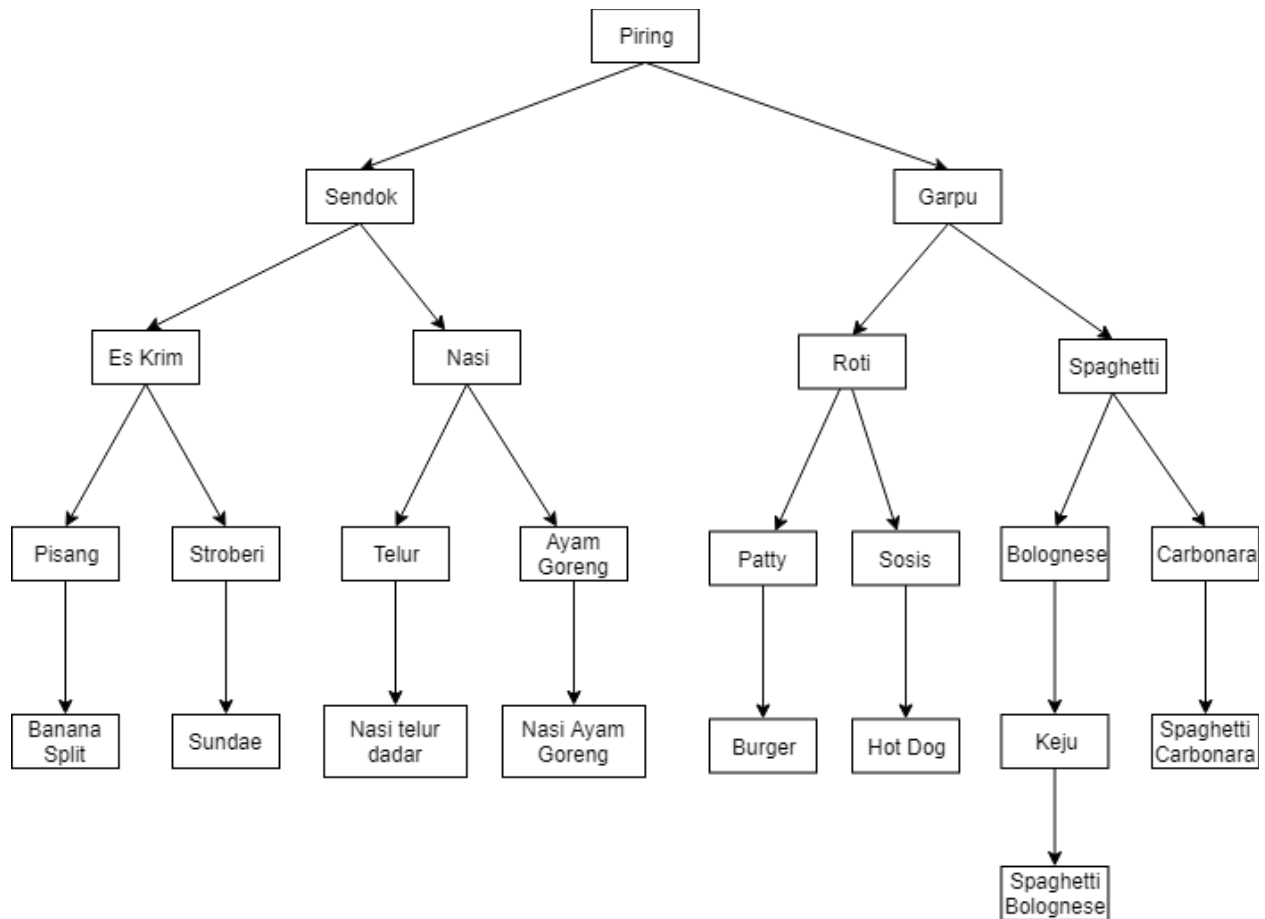 Piring
Sendok
Garpu
Es Krim
Nasi
Roti
Spaghetti
Pisang
Stroberi
Telur
Ayam
Goreng
Patty
Sosis
Bolognese
Carbonara
Banana
Split
Sundae
Nasi telur
dadar
Nasi Ayam
Goreng
Burger
Hot Dog
Keju
Spaghetti
Carbonara
Spaghetti
Bolognese